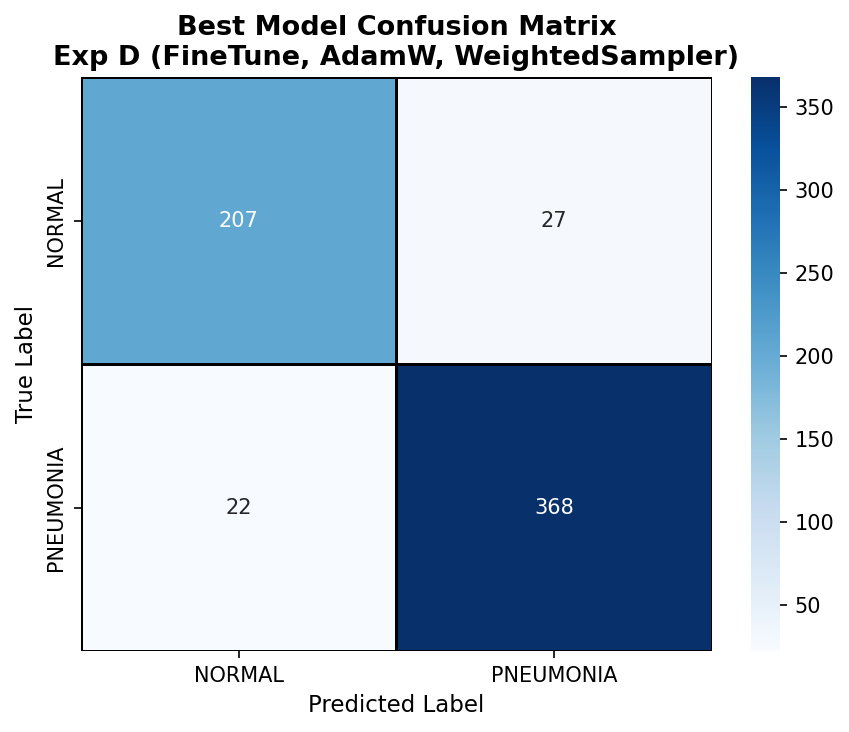 Best Model Confusion Matrix
Exp D (FineTune, AdamW, WeightedSampler)
True Label
NORMAL
207
27
PNEUMONIA
22
368
NORMAL
PNEUMONIA
Predicted Label
350
300
250
200
150
100
50